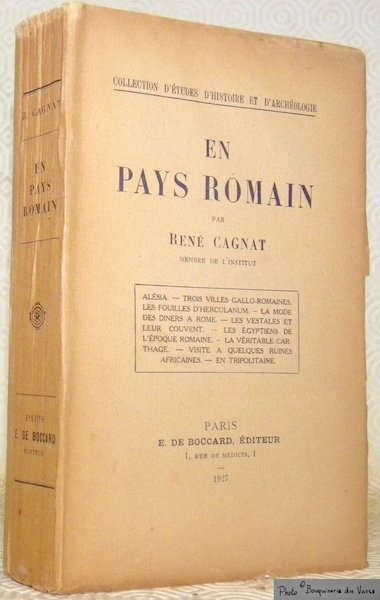 COLLECTION D'ÉTUDES D'HISTOIRE ET D'ARCHÉOLOGIE
EN
PAYS ROMAIN
PAR
RENÉ CAGNAT
MEMBRE DE L'INSTITUT
ALÉSIA. — TROIS VILLES GALLO-ROMAINES,
LES FOUILLES D'HERCULANUM. — LA MODE
DES DINERS A ROME. — LES VESTALES ET
LEUR COUVENT. — LES ÉGYPTIENS DE
L'ÉPOQUE ROMAINE. — LA VÉRITABLE CAR-
THAGE. — VISITE A QUELQUES RUINES
AFRICAINES. — EN TRIPOLITAINE.
PARIS
E. DE BOCCARD, ÉDITEUR
1, RUE DE MEDICIS, 1
1927
R. CAGNAT
EN
PAYS
ROMAIN
PARIS
E. DE BOCCARD
ÉDITEUR
Photo © Bouquinerie du Varis